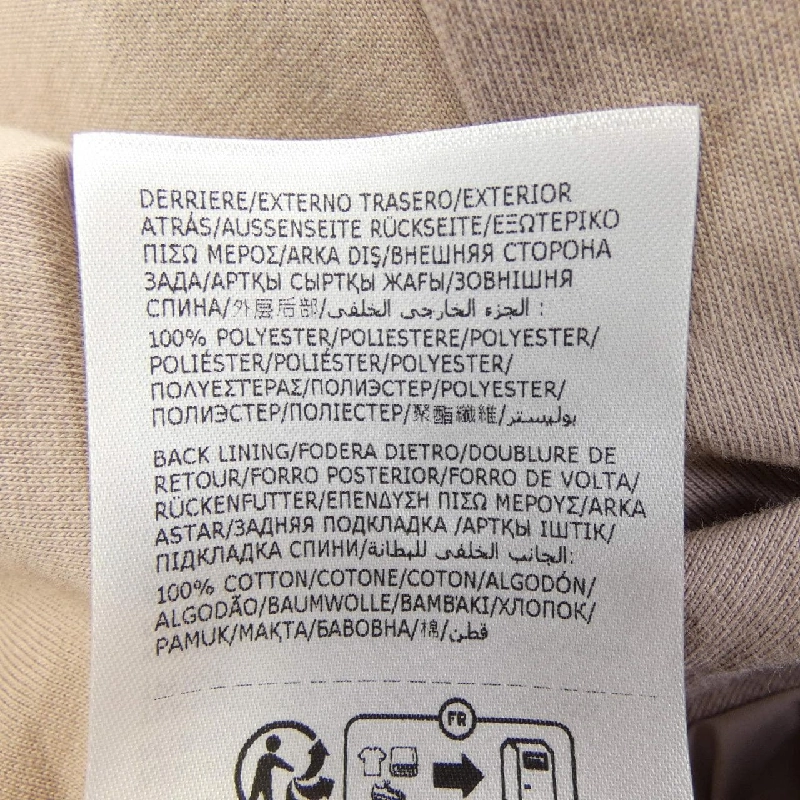 DERRIERE/EXTERNO TRASERO/EXTERIOR
ATRÁS/AUSSENSEITE RÜCKSEITE/ΕΞΩΤΕΡΙΚΟ
ΠΙΣΩ ΜΕΡΟΣ/ARKA DIŞ/ВНЕШНЯЯ СТОРОНА
ЗАДА/АРТҚЫ СЫРТҚЫ ЖАҒЫ/ЗОВНІШНЯ
СПИНА/外層后部/الجزء الخارجي الخلفي :
100% POLYESTER/POLIESTERE/POLYESTER/
POLIÉSTER/POLIÉSTER/POLYESTER/
ΠΟΛΥΕΣΤΕΡΑΣ/ПОЛИЭСТЕР/POLYESTER/
ПОЛИЭСТЕР/ПОЛІЕСТЕР/聚酯纖維/بوليستر
BACK LINING/FODERA DIETRO/DOUBLURE DE
RETOUR/FORRO POSTERIOR/FORRO DE VOLTA/
RÜCKENFUTTER/ΕΠΕΝΔΥΣΗ ΠΙΣΩ ΜΕΡΟΥΣ/ARKA
ASTAR/ЗАДНЯЯ ПОДКЛАДКА /АРТҚЫ ІШТІК/
ПІДКЛАДКА СПИНИ/الجانب الخلفي للبطانة:
100% COTTON/COTONE/COTON/ALGODÓN/
ALGODÃO/BAUMWOLLE/ΒΑΜΒΑΚΙ/ХЛОПОК/
PAMUK/МАҚТА/БАВОВНА/棉/قطن
FR